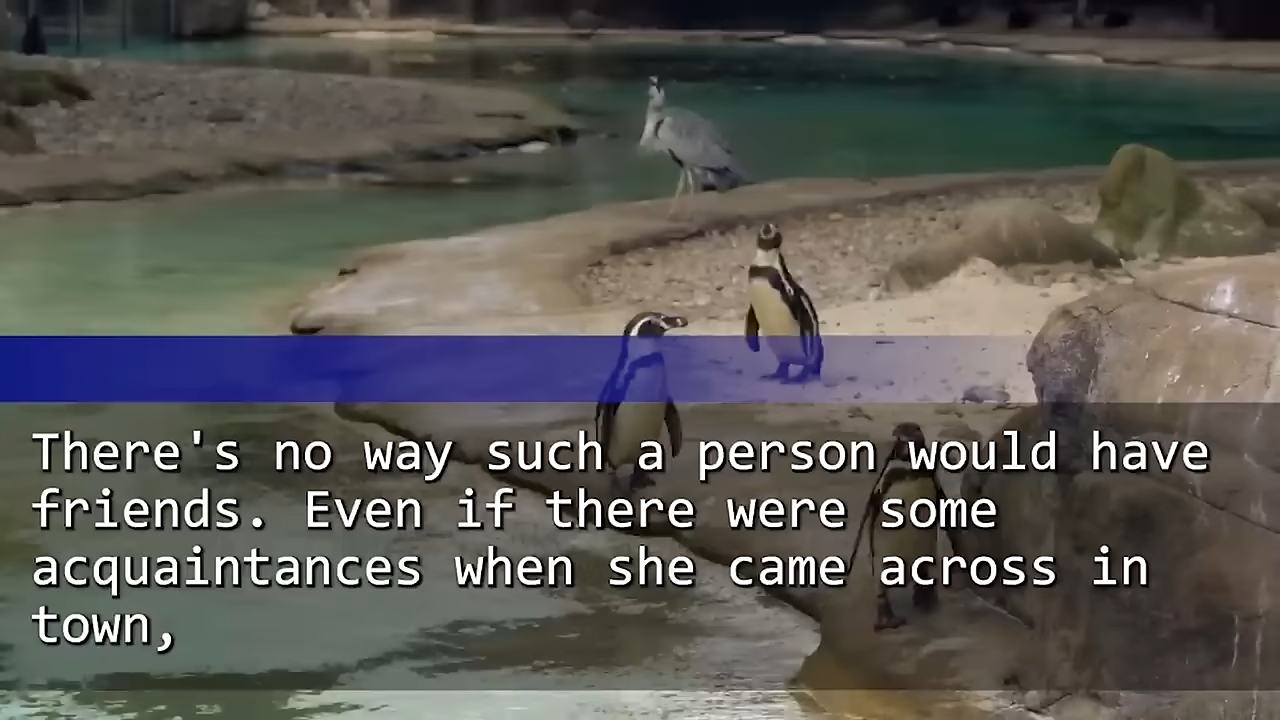 There's no way such a person would have
friends. Even if there were some
acquaintances when she came across in
town,